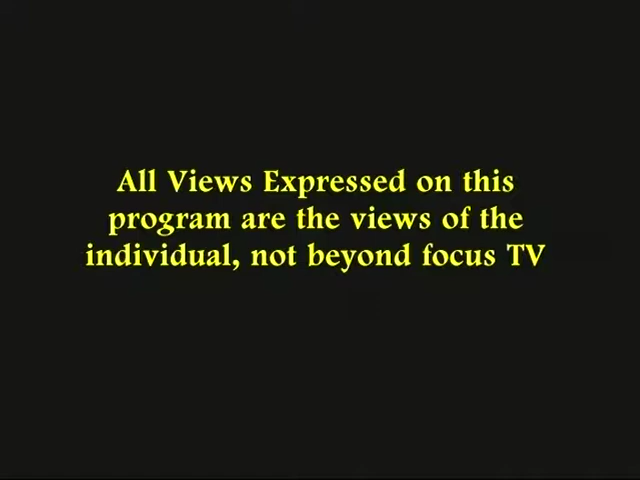 All Views Expressed on this
program are the views of the
individual, not beyond focus TV